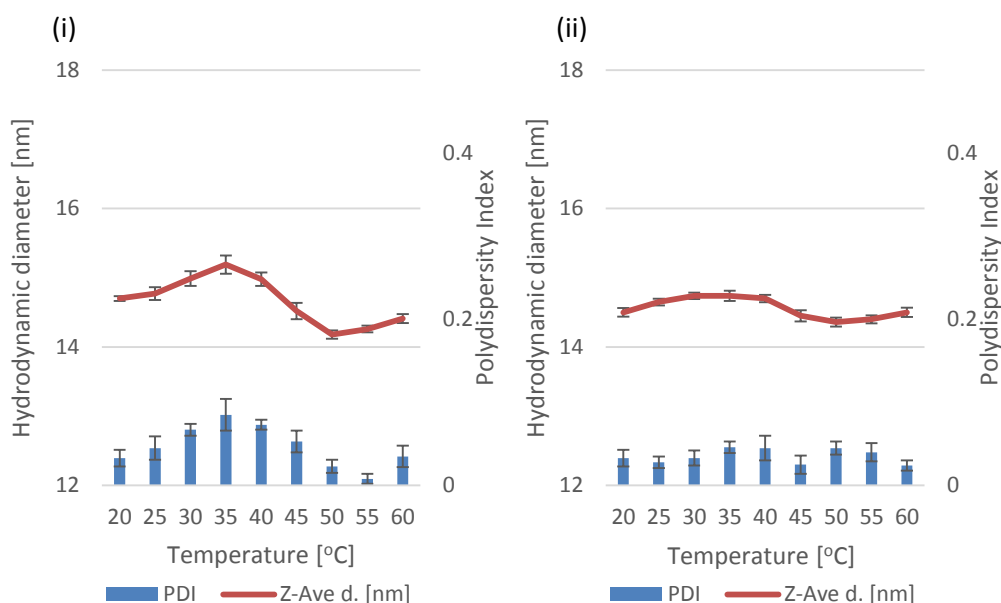 (i)
18
16
14
12
Hydrodynamic diameter [nm]
0.4
0.2
0
Polydispersity Index
20 25 30 35 40 45 50 55 60
Temperature [ºC]
PDI Z-Ave d. [nm]
(ii)
18
16
14
12
Hydrodynamic diameter [nm]
0.4
0.2
0
Polydispersity Index
20 25 30 35 40 45 50 55 60
Temperature [ºC]
PDI Z-Ave d. [nm]